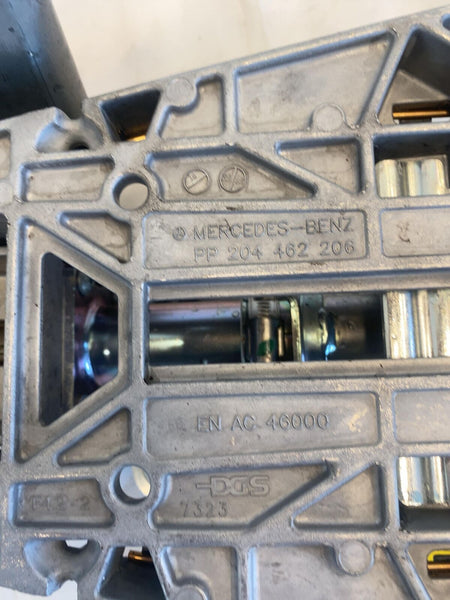 MERCEDES-BENZ
PP 204 462 206
EN AC 46000
DGS
7323